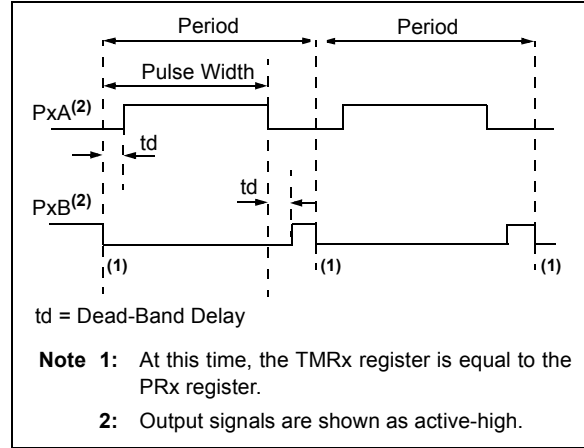 Period Period
Pulse Width
PxA(2)
td
td
PxB(2)
(1) (1) (1)
td = Dead-Band Delay
Note 1: At this time, the TMRx register is equal to the
PRx register.
2: Output signals are shown as active-high.